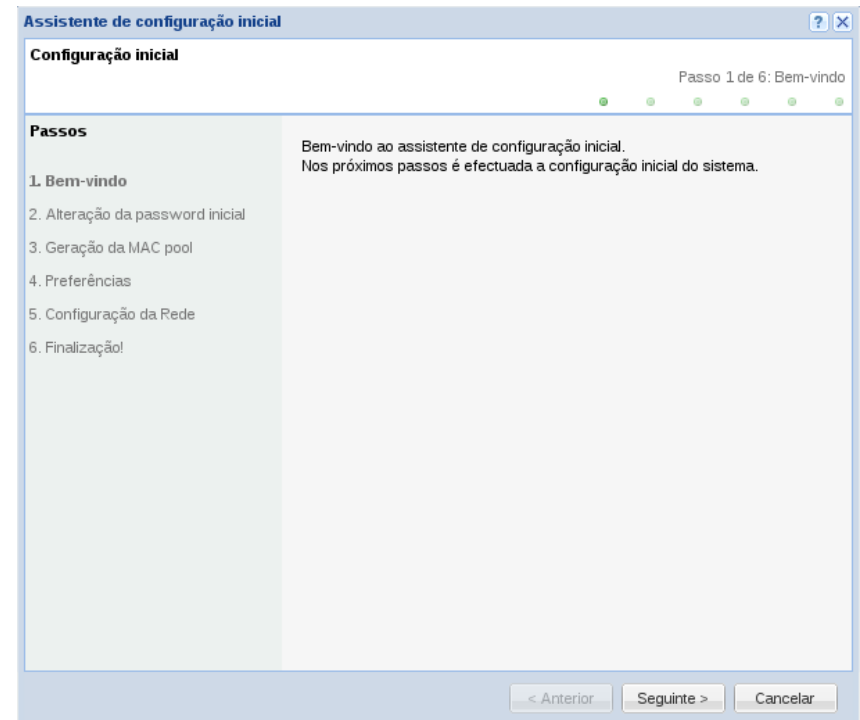 Assistente de configuração inicial
Configuração inicial
Passo 1 de 6: Bem-vindo
Passos
1. Bem-vindo
2. Alteração da password inicial
3. Geração da MAC pool
4. Preferências
5. Configuração da Rede
6. Finalização!
Bem-vindo ao assistente de configuração inicial.
Nos próximos passos é efectuada a configuração inicial do sistema.
< Anterior
Seguinte >
Cancelar